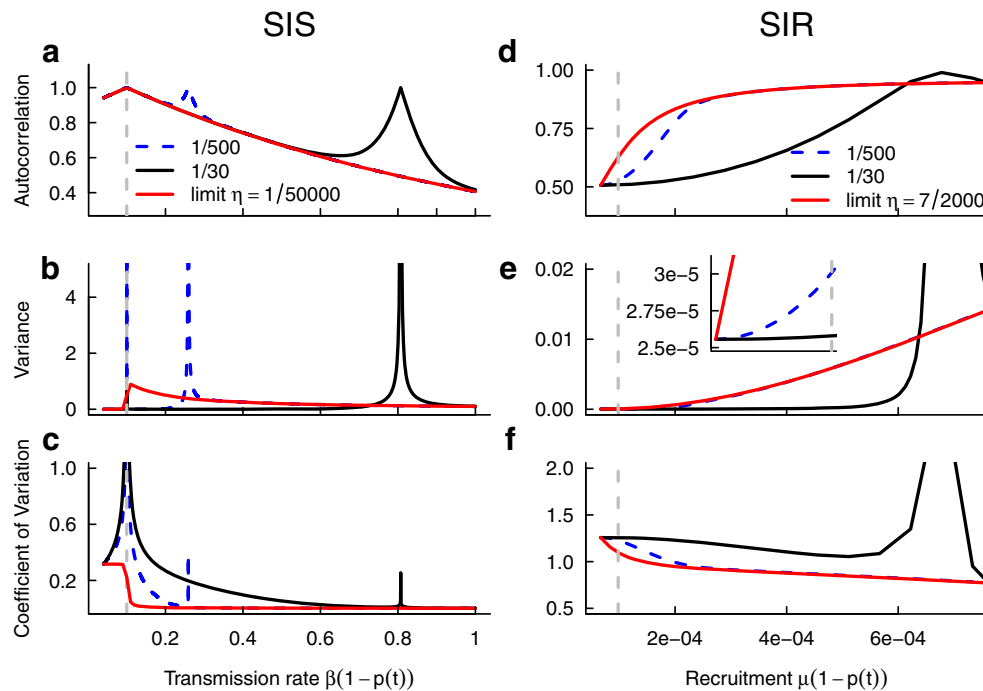 SIS
SIR
a
Autocorrelation
1.0
0.8
0.6
0.4
1/500
1/30
limit η = 1/50000
b
Variance
4
3
2
1
0
c
Coefficient of Variation
1.0
0.6
0.2
0.2
0.4
0.6
0.8
1
Transmission rate β(1−p(t))
d
1.00
0.75
0.50
1/500
1/30
limit η = 7/2000
e
0.02
0.01
0.00
3e−5
2.75e−5
2.5e−5
f
2.0
1.5
1.0
0.5
2e−04
4e−04
6e−04
Recruitment μ(1−p(t))